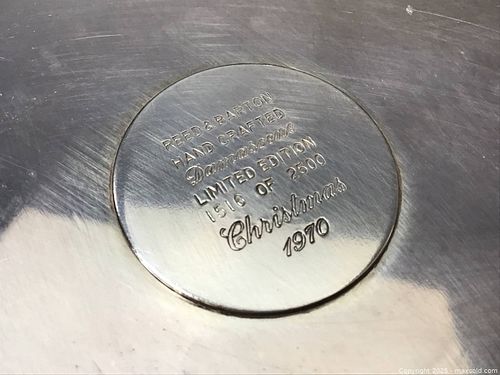 REED & BARTON
HAND CRAFTED
Damascene
LIMITED EDITION
1516 OF 2500
Christmas
1970
Copyright 2025 - maxsold.com